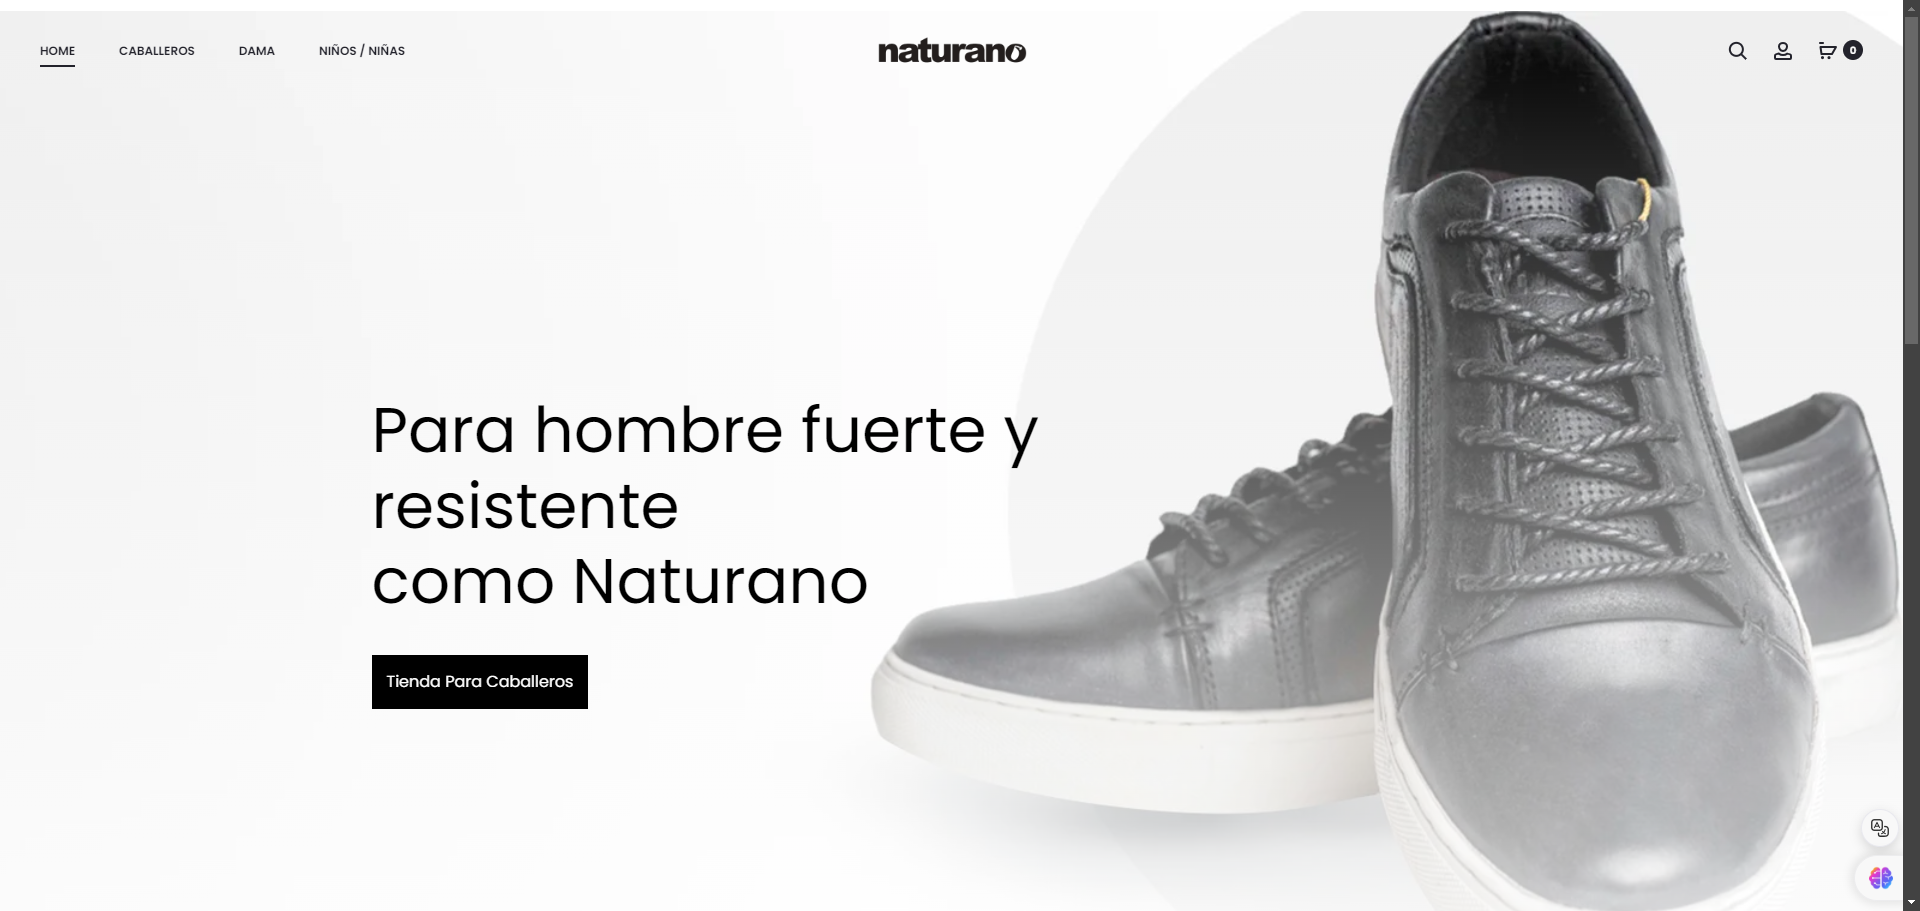 HOME CABALLEROS DAMA NIÑOS / NIÑAS naturano 0
Para hombre fuerte y
resistente
como Naturano
Tienda Para Caballeros